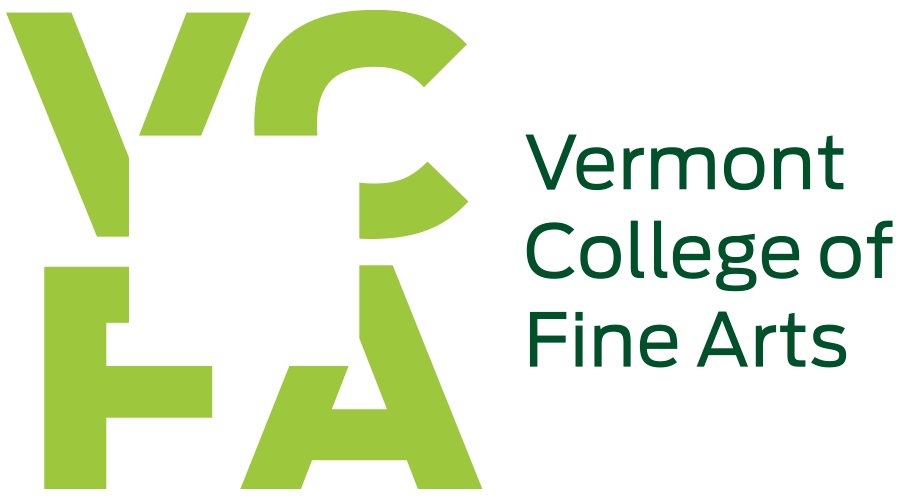 VC
FA
Vermont
College of
Fine Arts